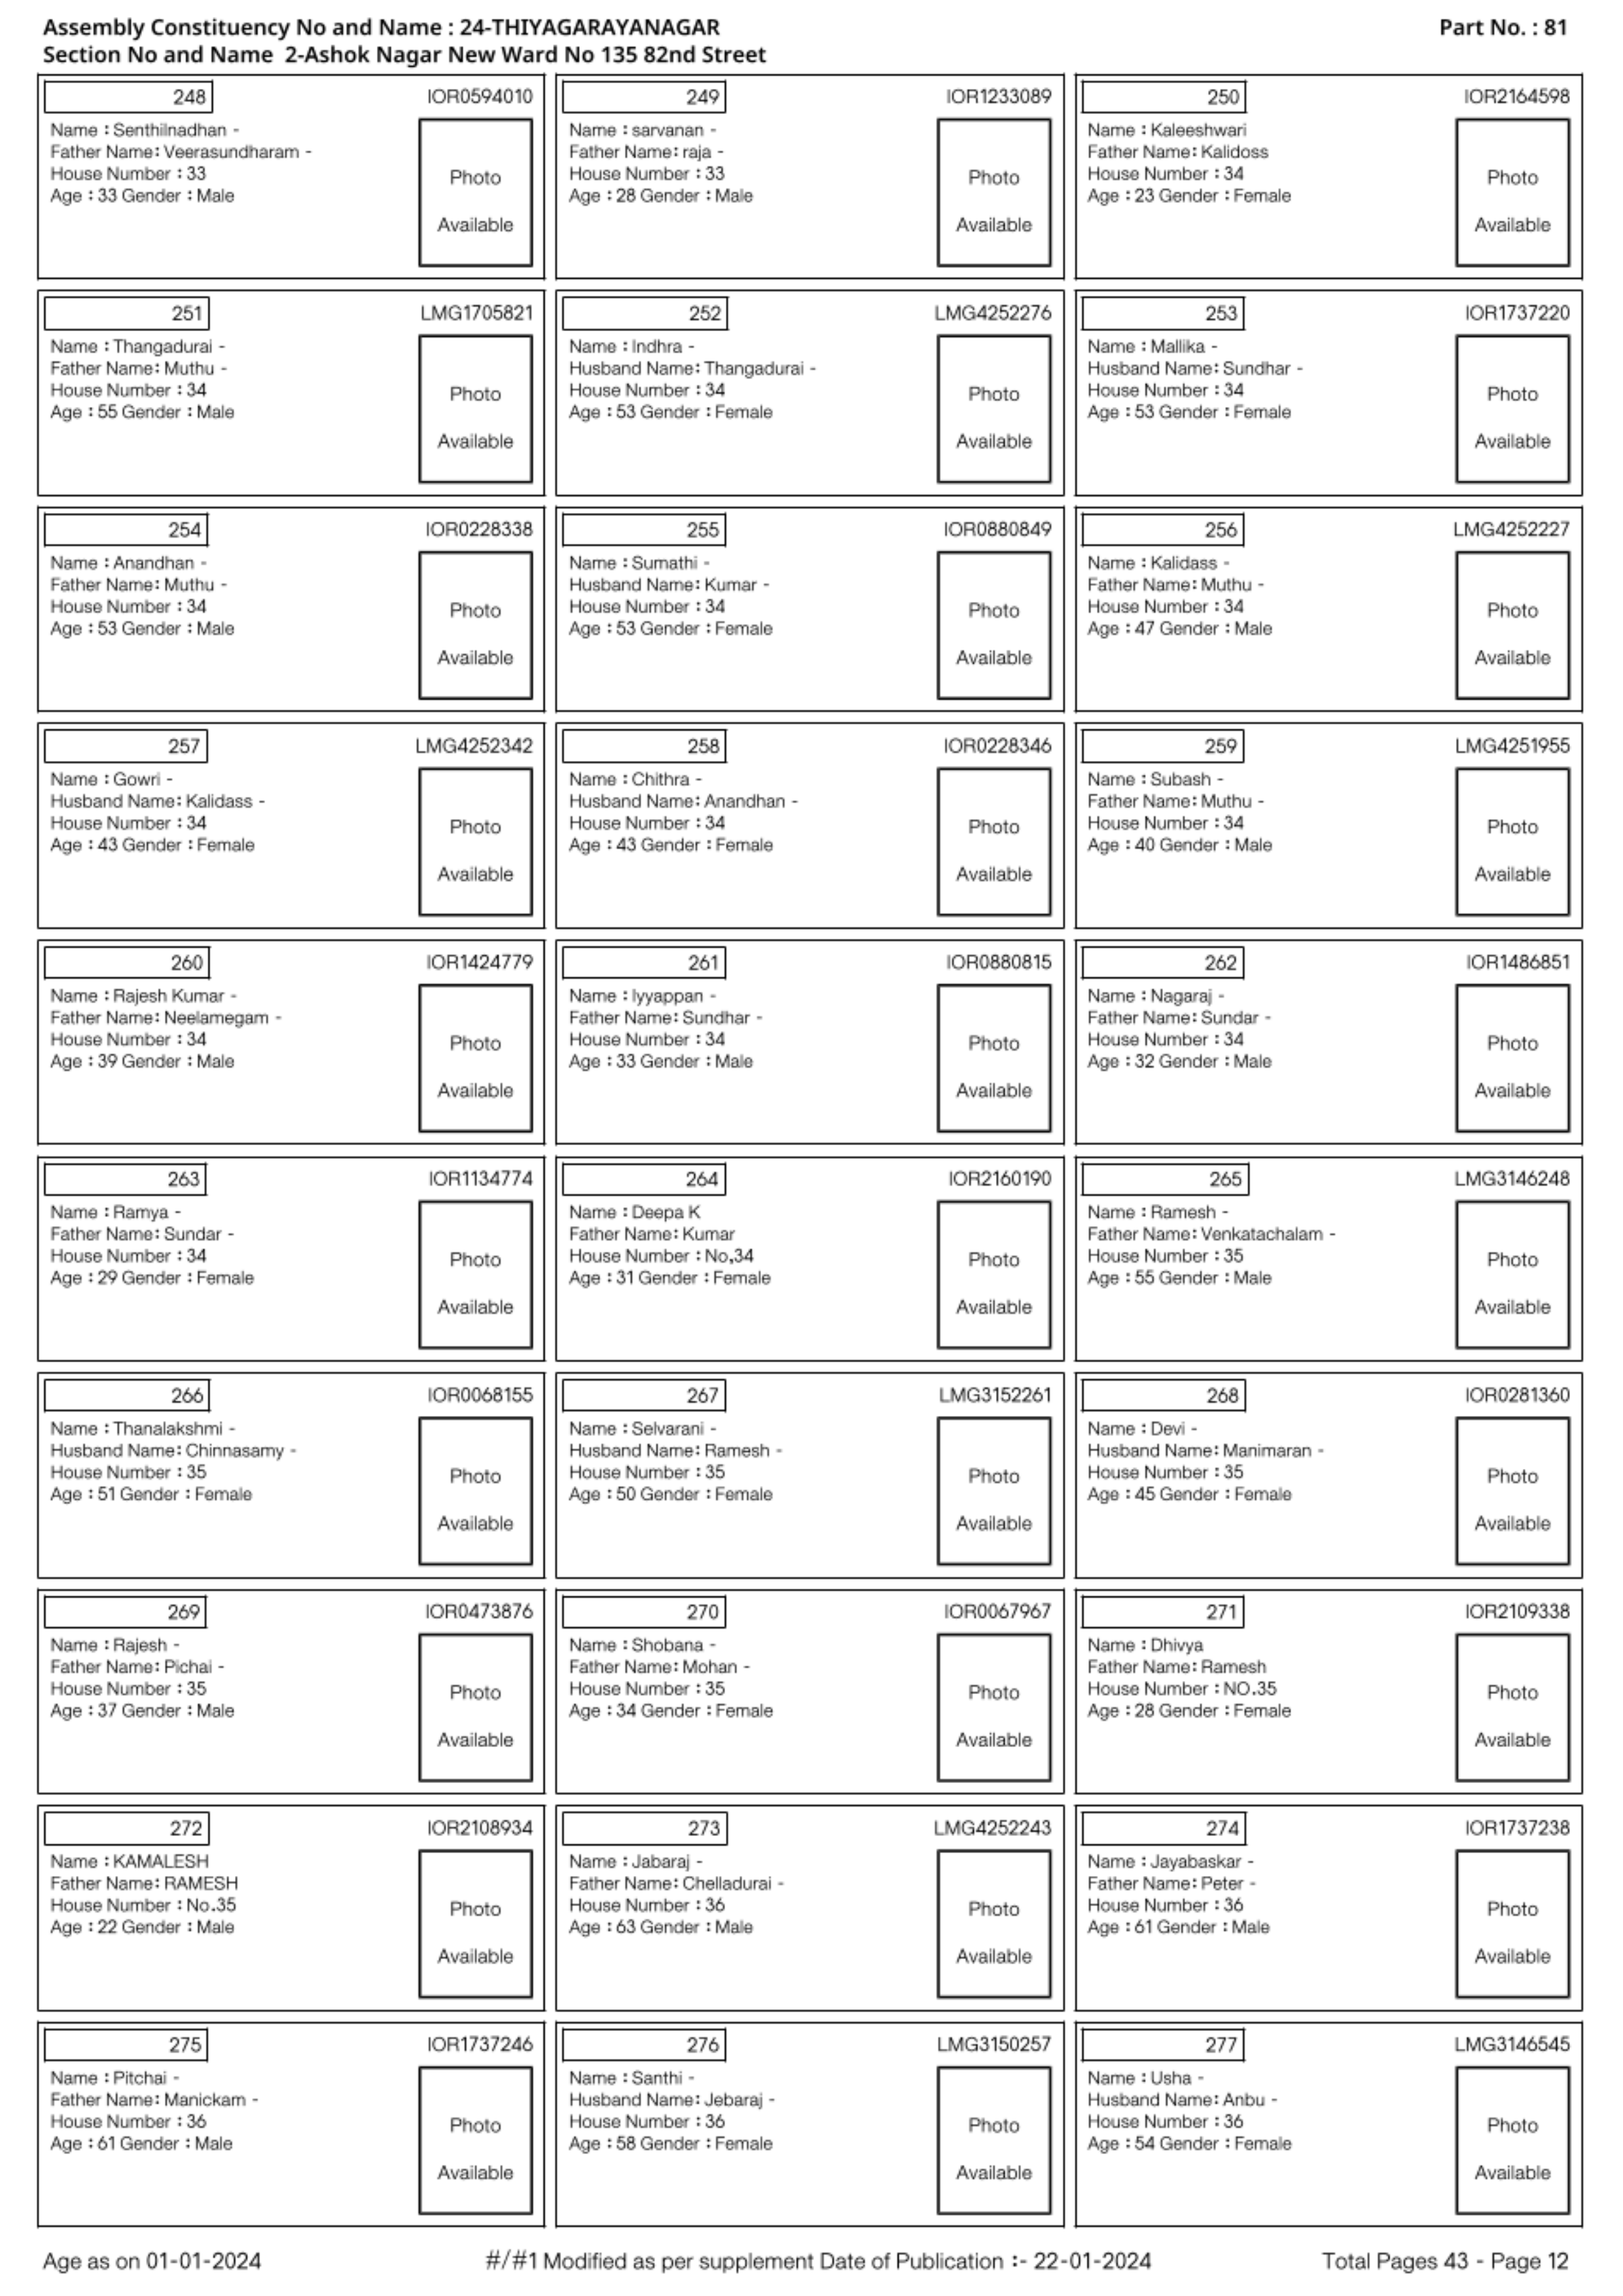 Assembly Constituency No and Name : 24-THIYAGARAYANAGAR
Part No. : 81
Section No and Name 2-Ashok Nagar New Ward No 135 82nd Street
248
IOR0594010
Name : Senthilnadhan -
Father Name: Veerasundharam -
House Number : 33
Age : 33 Gender : Male
Photo
Available
249
IOR1233089
Name : sarvanan -
Father Name: raja -
House Number : 33
Age : 28 Gender : Male
Photo
Available
250
IOR2164598
Name : Kaleeshwari
Father Name: Kalidoss
House Number : 34
Age : 23 Gender : Female
Photo
Available
251
LMG1705821
Name : Thangadurai -
Father Name: Muthu -
House Number : 34
Age : 55 Gender : Male
Photo
Available
252
LMG4252276
Name : Indhra -
Husband Name: Thangadurai -
House Number : 34
Age : 53 Gender : Female
Photo
Available
253
IOR1737220
Name : Mallika -
Husband Name: Sundhar -
House Number : 34
Age : 53 Gender : Female
Photo
Available
254
IOR0228338
Name : Anandhan -
Father Name: Muthu -
House Number : 34
Age : 53 Gender : Male
Photo
Available
255
IOR0880849
Name : Sumathi -
Husband Name: Kumar -
House Number : 34
Age : 53 Gender : Female
Photo
Available
256
LMG4252227
Name : Kalidass -
Father Name: Muthu -
House Number : 34
Age : 47 Gender : Male
Photo
Available
257
LMG4252342
Name : Gowri -
Husband Name: Kalidass -
House Number : 34
Age : 43 Gender : Female
Photo
Available
258
IOR0228346
Name : Chithra -
Husband Name: Anandhan -
House Number : 34
Age : 43 Gender : Female
Photo
Available
259
LMG4251955
Name : Subash -
Father Name: Muthu -
House Number : 34
Age : 40 Gender : Male
Photo
Available
260
IOR1424779
Name : Rajesh Kumar -
Father Name: Neelamegam -
House Number : 34
Age : 39 Gender : Male
Photo
Available
261
IOR0880815
Name : Iyyappan -
Father Name: Sundhar -
House Number : 34
Age : 33 Gender : Male
Photo
Available
262
IOR1486851
Name : Nagaraj -
Father Name: Sundar -
House Number : 34
Age : 32 Gender : Male
Photo
Available
263
IOR1134774
Name : Ramya -
Father Name: Sundar -
House Number : 34
Age : 29 Gender : Female
Photo
Available
264
IOR2160190
Name : Deepa K
Father Name: Kumar
House Number : No,34
Age : 31 Gender : Female
Photo
Available
265
LMG3146248
Name : Ramesh -
Father Name: Venkatachalam -
House Number : 35
Age : 55 Gender : Male
Photo
Available
266
IOR0068155
Name : Thanalakshmi -
Husband Name: Chinnasamy -
House Number : 35
Age : 51 Gender : Female
Photo
Available
267
LMG3152261
Name : Selvarani -
Husband Name: Ramesh -
House Number : 35
Age : 50 Gender : Female
Photo
Available
268
IOR0281360
Name : Devi -
Husband Name: Manimaran -
House Number : 35
Age : 45 Gender : Female
Photo
Available
269
IOR0473876
Name : Rajesh -
Father Name: Pichai -
House Number : 35
Age : 37 Gender : Male
Photo
Available
270
IOR0067967
Name : Shobana -
Father Name: Mohan -
House Number : 35
Age : 34 Gender : Female
Photo
Available
271
IOR2109338
Name : Dhivya
Father Name: Ramesh
House Number : NO.35
Age : 28 Gender : Female
Photo
Available
272
IOR2108934
Name : KAMALESH
Father Name: RAMESH
House Number : No.35
Age : 22 Gender : Male
Photo
Available
273
LMG4252243
Name : Jabaraj -
Father Name: Chelladurai -
House Number : 36
Age : 63 Gender : Male
Photo
Available
274
IOR1737238
Name : Jayabaskar -
Father Name: Peter -
House Number : 36
Age : 61 Gender : Male
Photo
Available
275
IOR1737246
Name : Pitchai -
Father Name: Manickam -
House Number : 36
Age : 61 Gender : Male
Photo
Available
276
LMG3150257
Name : Santhi -
Husband Name: Jebaraj -
House Number : 36
Age : 58 Gender : Female
Photo
Available
277
LMG3146545
Name : Usha -
Husband Name: Anbu -
House Number : 36
Age : 54 Gender : Female
Photo
Available
Age as on 01-01-2024
#/#1 Modified as per supplement Date of Publication :- 22-01-2024
Total Pages 43 - Page 12